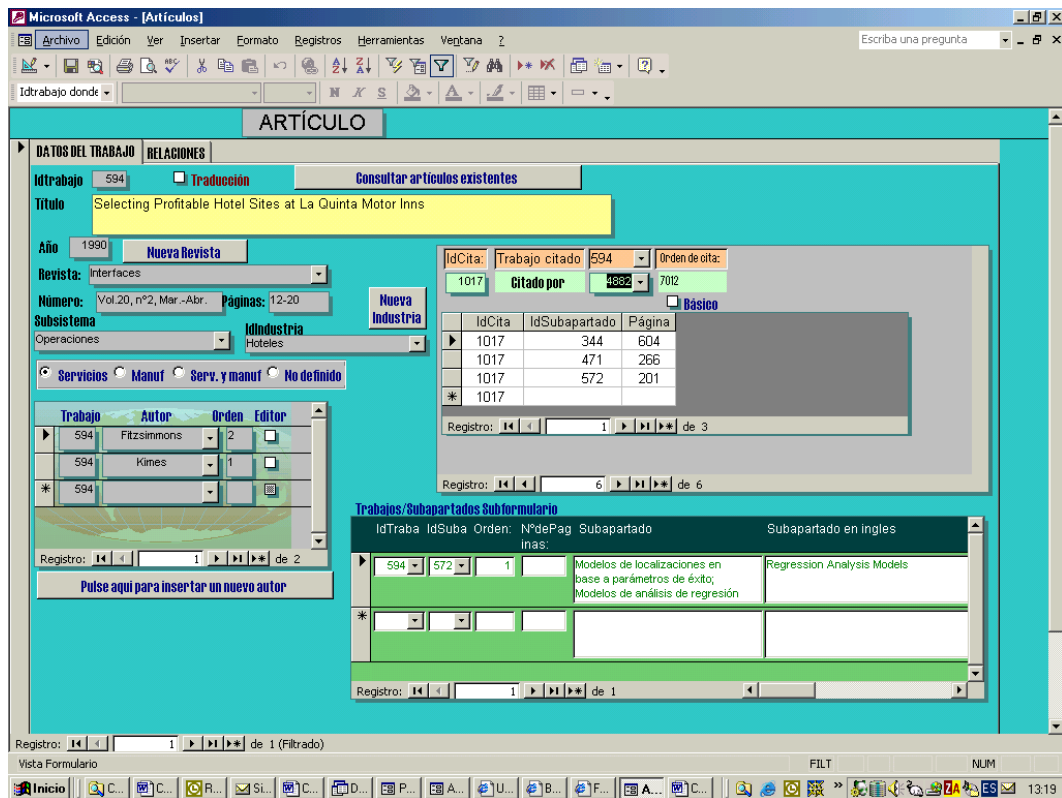 Microsoft Access - [Artículos]
Archivo Edición Ver Insertar Formato Registros Herramientas Ventana ? Escriba una pregunta
Idtrabajo donde N K S
ARTÍCULO
DATOS DEL TRABAJO RELACIONES
Idtrabajo 594 Traducción Consultar artículos existentes
Título Selecting Profitable Hotel Sites at La Quinta Motor Inns
Año 1990 Nueva Revista
Revista: Interfaces
Número: Vol.20, nº2, Mar.-Abr. Páginas: 12-20
Nueva Industria
Subsistema IdIndustria
Operaciones Hoteles
Servicios Manuf Serv. y manuf No definido
IdCita: Trabajo citado 594 Orden de cita:
1017 Citado por 4882 7012
Básico
IdCita IdSubapartado Página
1017 344 604
1017 471 266
1017 572 201
1017
Registro: 1 de 3
Registro: 6 de 6
Trabajo Autor Orden Editor
594 Fitzsimmons 2
594 Kimes 1
594
Registro: 1 de 2
Pulse aqui para insertar un nuevo autor
Trabajos/Subapartados Subformulario
IdTraba IdSuba Orden: NºdePag Subapartado Subapartado en ingles
inas:
594 572 1 Modelos de localizaciones en Regression Analysis Models
base a parámetros de éxito;
Modelos de análisis de regresión
Registro: 1 de 1
Registro: 1 de 1 (Filtrado)
Vista Formulario FILT NUM
Inicio C... C... R... Si... C... D... P... A... U... B... F... A... C... » ES 13:19